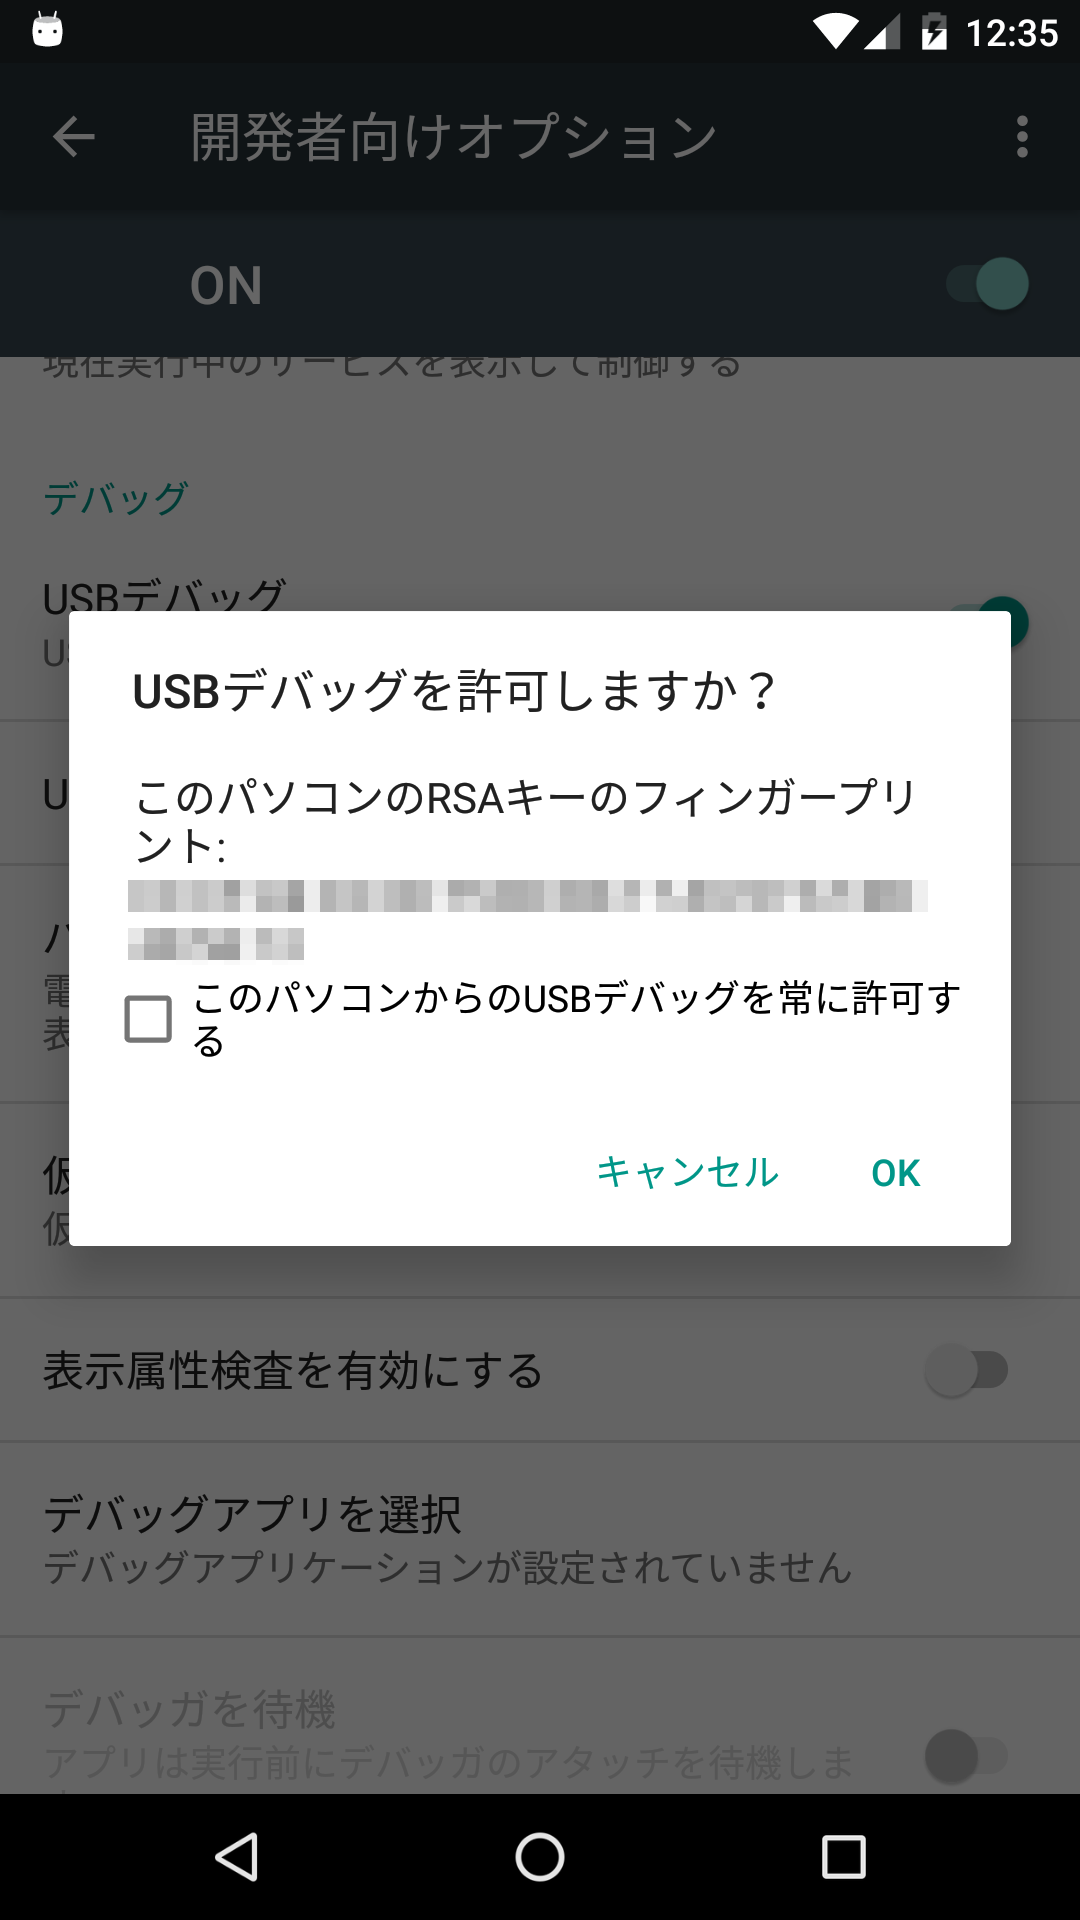 12:35
開発者向けオプション
ON
現在実行中のサービスを表示して制御する
デバッグ
USBデバッグ
US
USBデバッグを許可しますか？
U
このパソコンのRSAキーのフィンガープリ
ント:
バ
電
表
このパソコンからのUSBデバッグを常に許可す
る
仮
仮
キャンセル
OK
表示属性検査を有効にする
デバッグアプリを選択
デバッグアプリケーションが設定されていません
デバッガを待機
アプリは実行前にデバッガのアタッチを待機しま